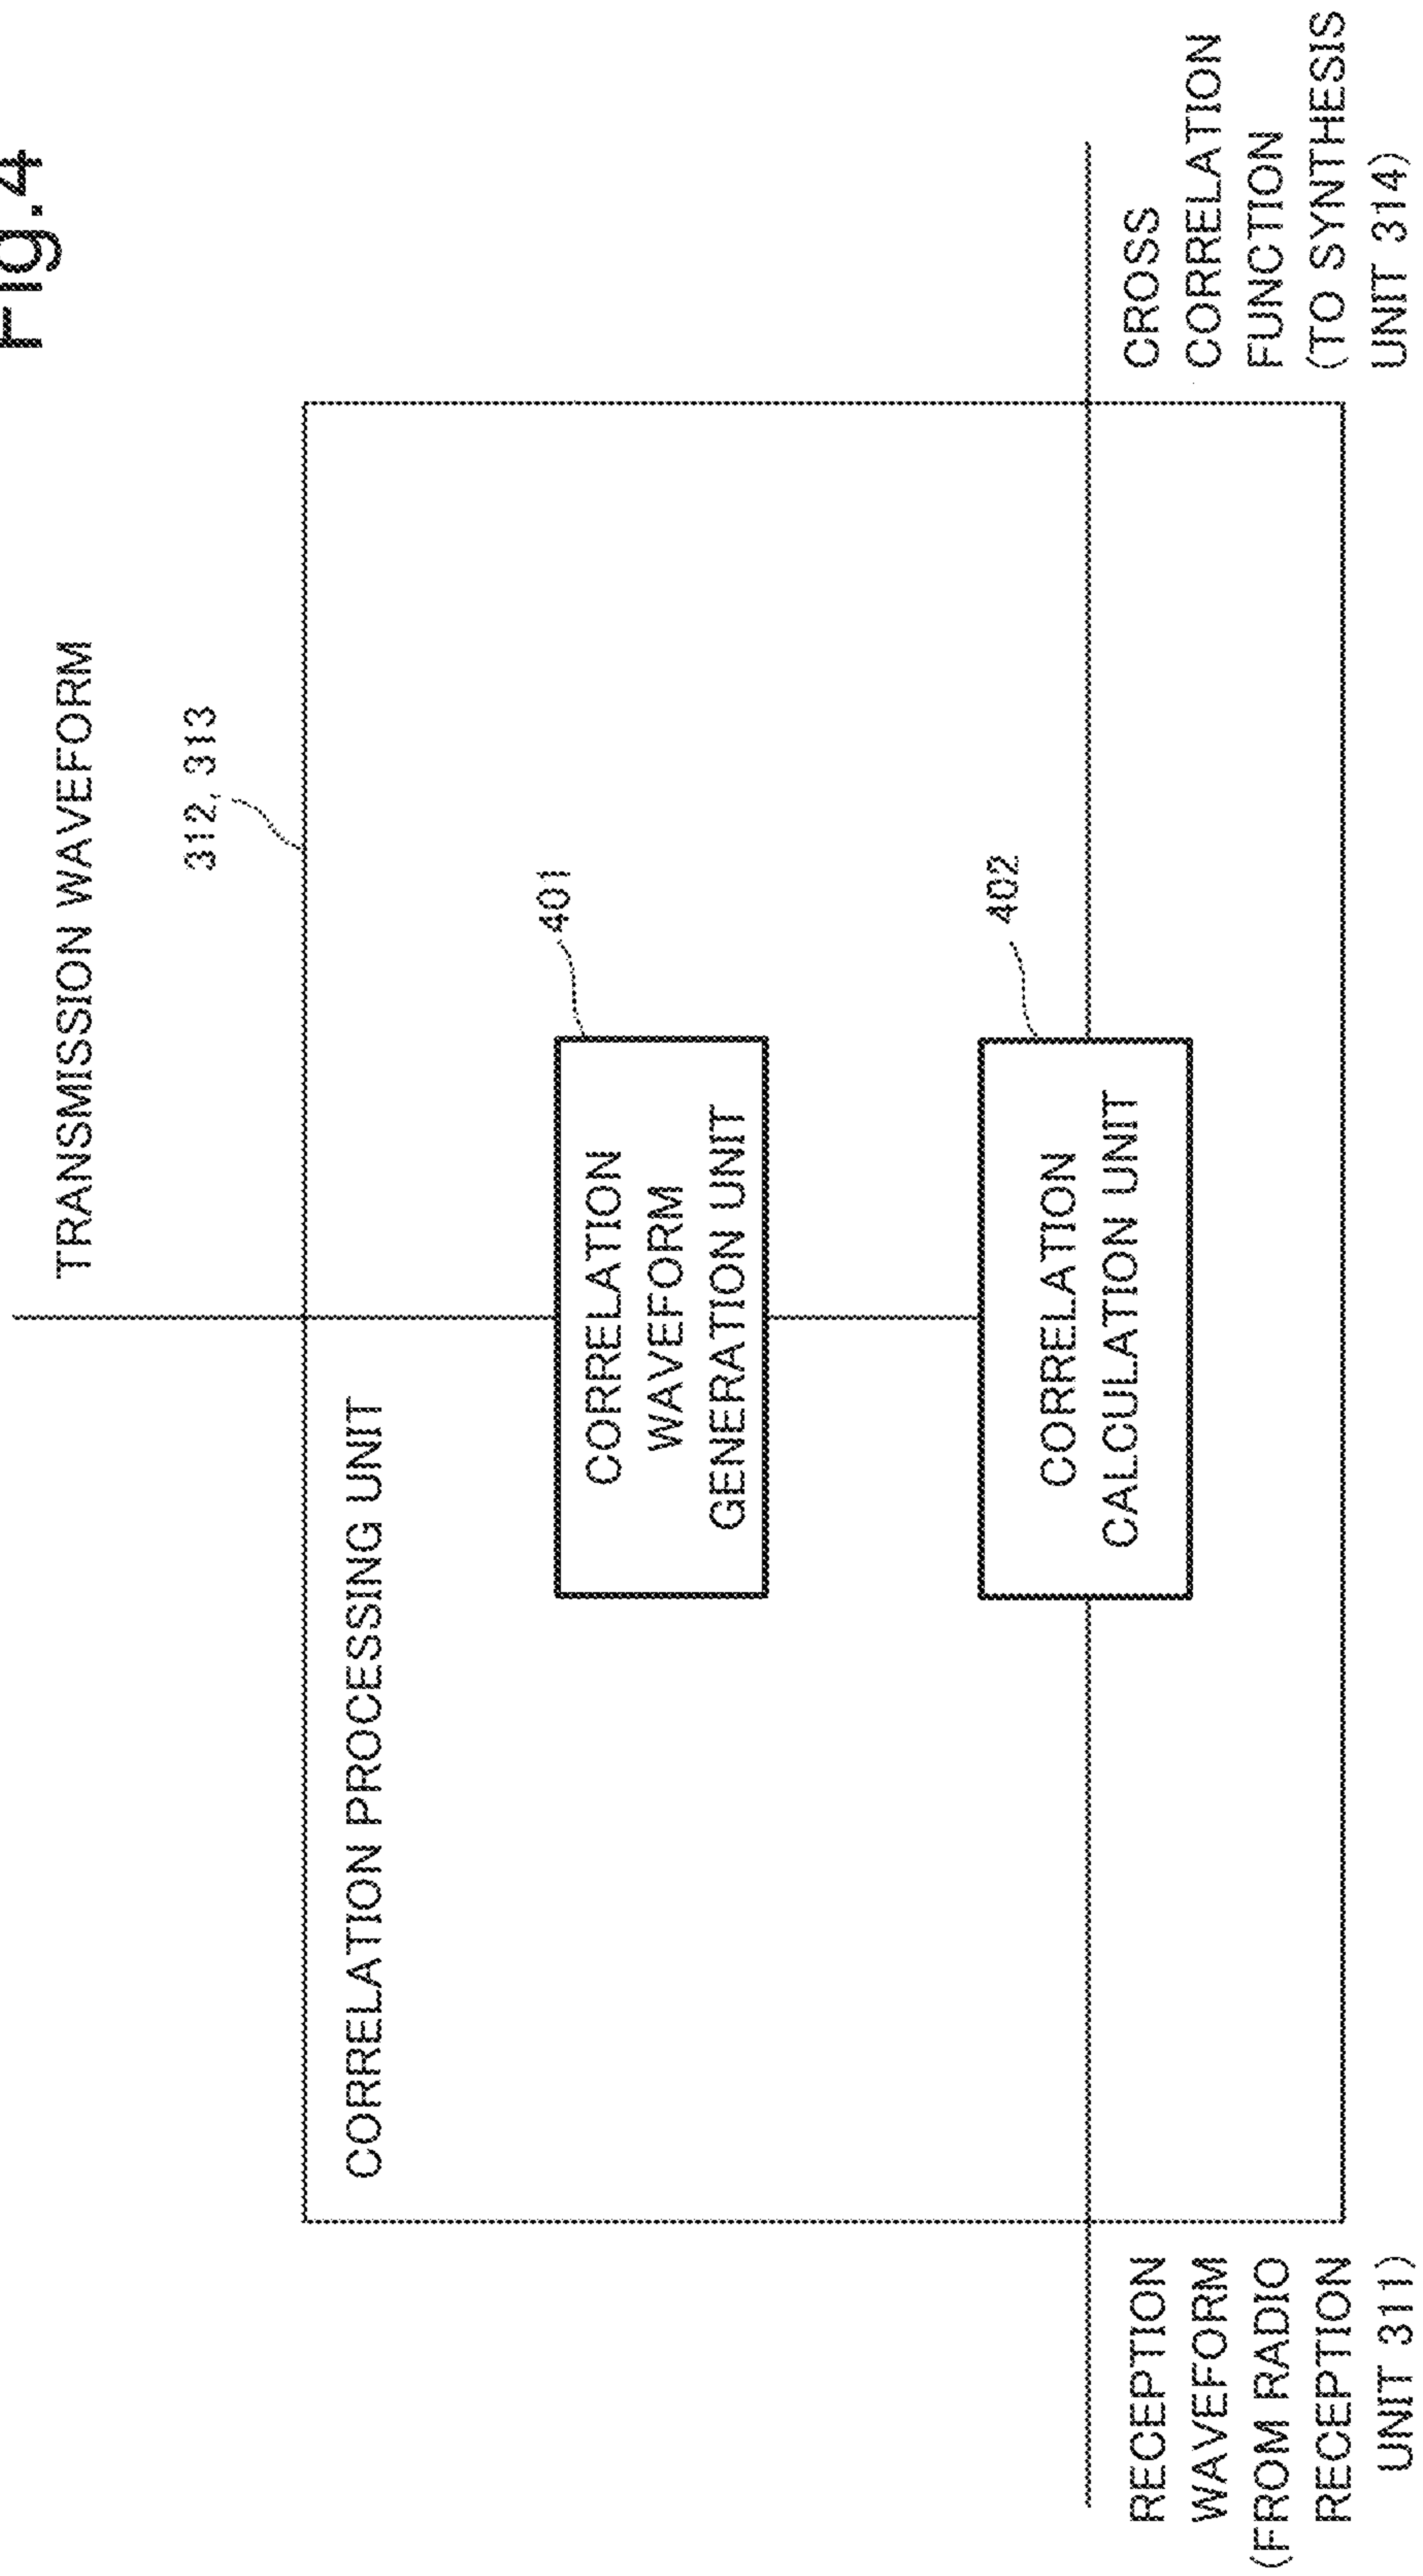 Fig.4
TRANSMISSION WAVEFORM
312, 313
CORRELATION PROCESSING UNIT
401
CORRELATION
WAVEFORM
GENERATION UNIT
402
CORRELATION
CALCULATION UNIT
RECEPTION
WAVEFORM
(FROM RADIO
RECEPTION
UNIT 311)
CROSS
CORRELATION
FUNCTION
(TO SYNTHESIS
UNIT 314)